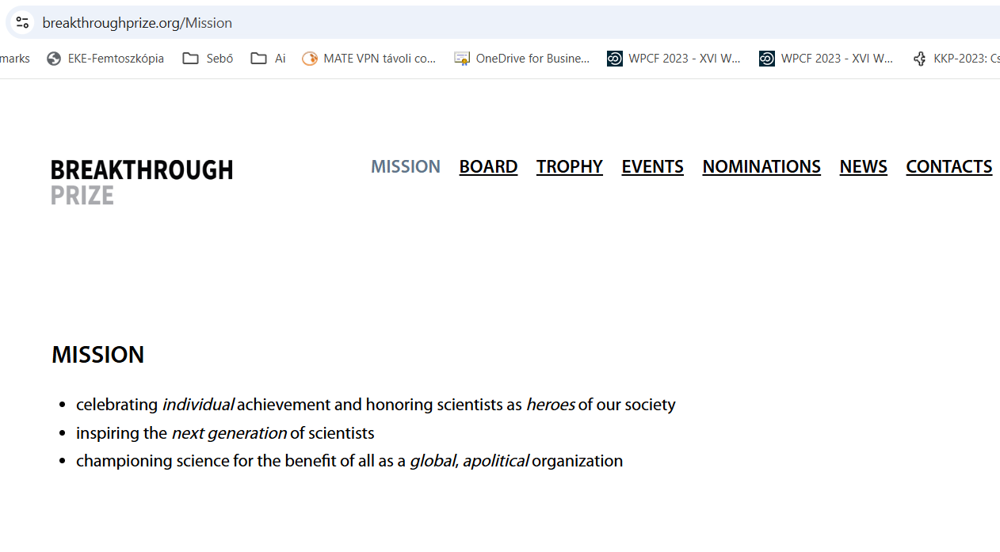 breakthroughprize.org/Mission
marks EKE-Femtoszkópia Sebő Ai MATE VPN távoli co... OneDrive for Busine... WPCF 2023 - XVI W... WPCF 2023 - XVI W... KKP-2023: Cs
BREAKTHROUGH
PRIZE
MISSION BOARD TROPHY EVENTS NOMINATIONS NEWS CONTACTS
MISSION
• celebrating individual achievement and honoring scientists as heroes of our society
• inspiring the next generation of scientists
• championing science for the benefit of all as a global, apolitical organization